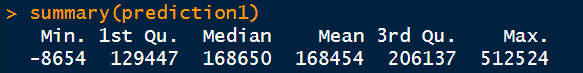 > summary(prediction1)
Min. 1st Qu. Median Mean 3rd Qu. Max.
-8654 129447 168650 168454 206137 512524